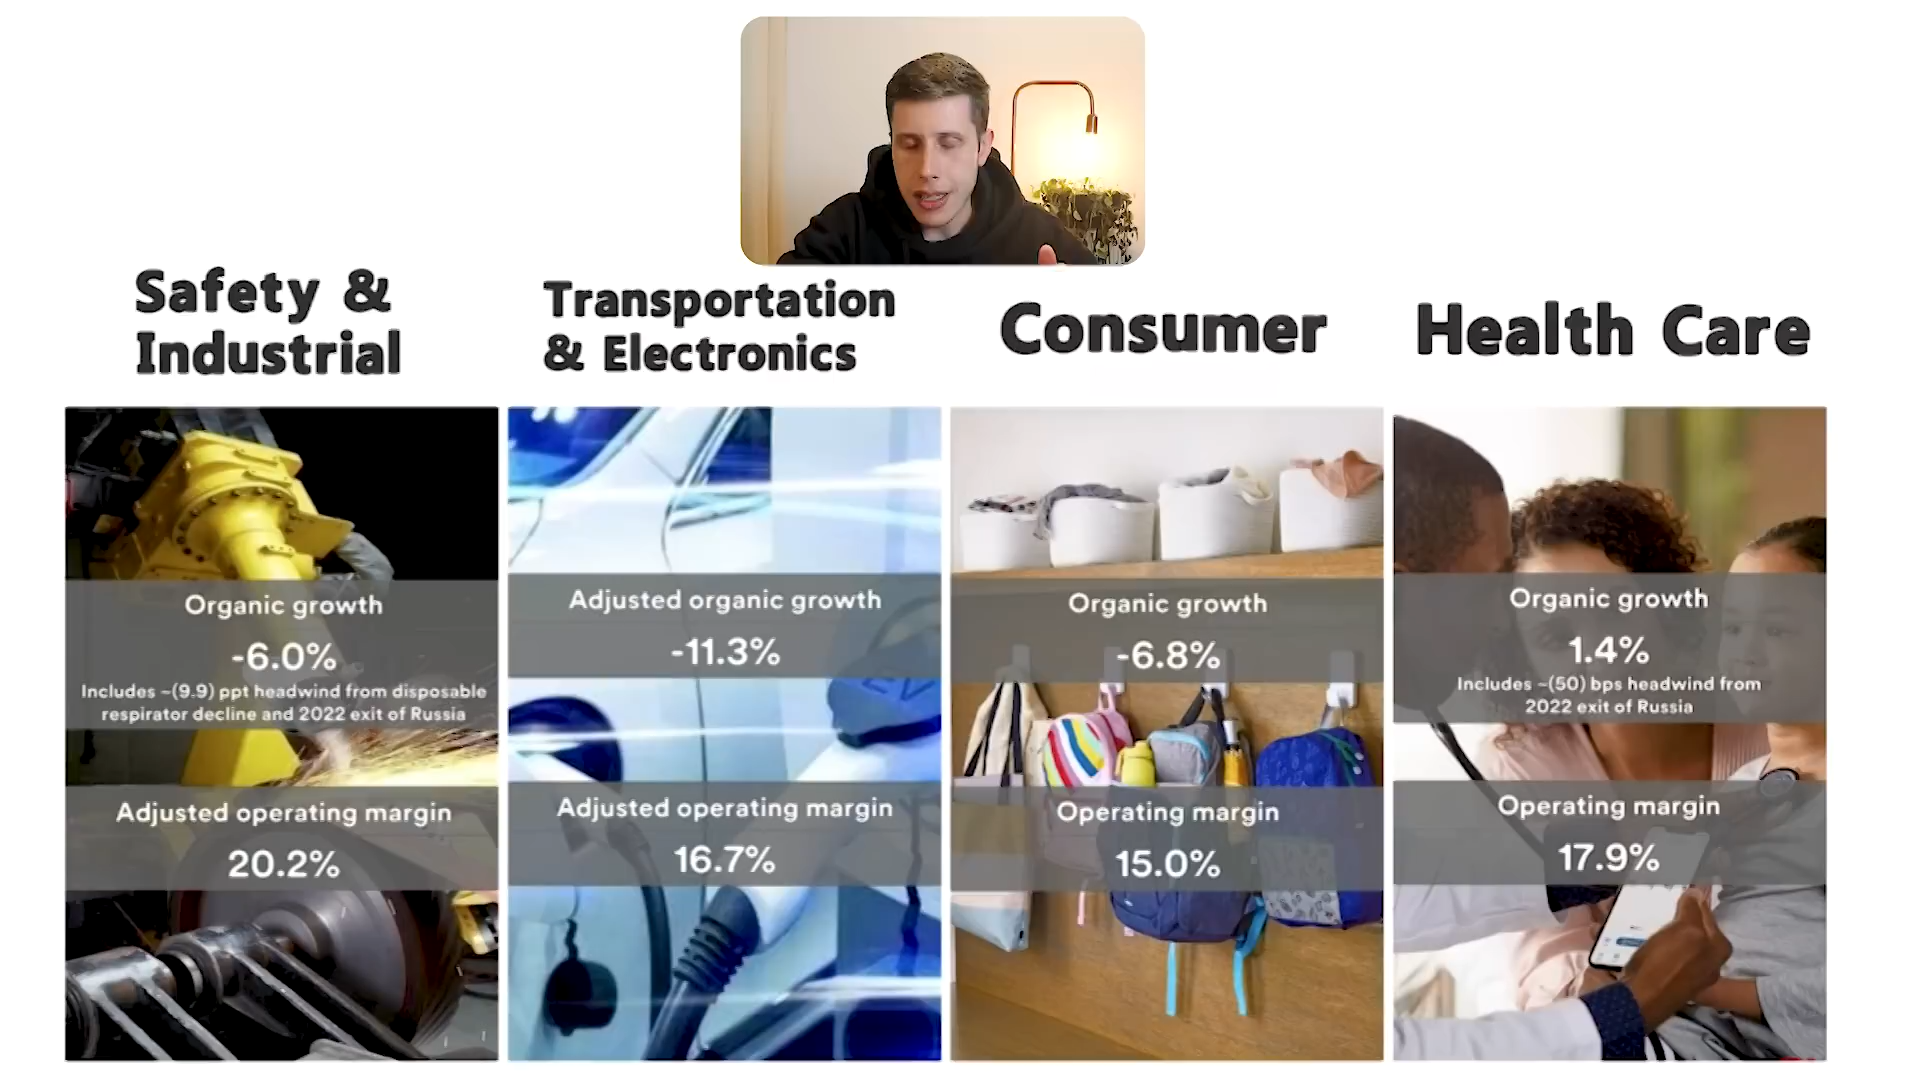 Safety &
Industrial
Transportation
& Electronics
Consumer
Health Care
Organic growth
-6.0%
Includes ~(9.9) ppt headwind from disposable
respirator decline and 2022 exit of Russia
Adjusted operating margin
20.2%
Adjusted organic growth
-11.3%
Adjusted operating margin
16.7%
Organic growth
-6.8%
Operating margin
15.0%
Organic growth
1.4%
Includes ~(50) bps headwind from
2022 exit of Russia
Operating margin
17.9%
EV